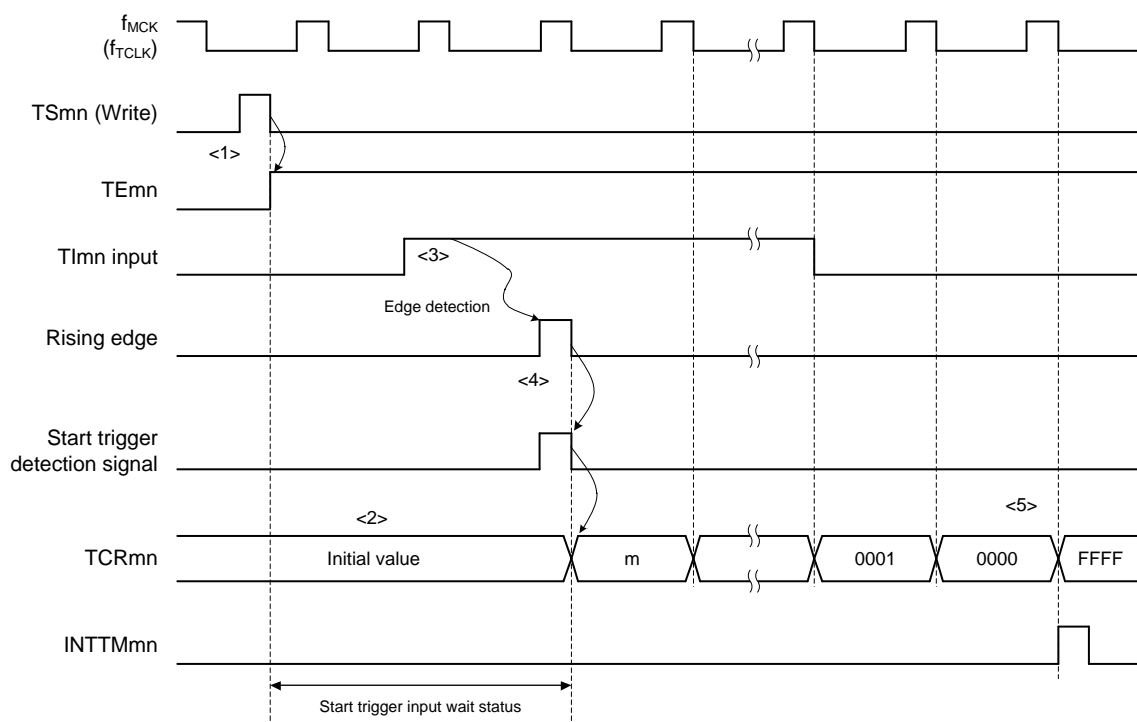 fMCK
(fTCLK)
TSmn (Write)
<1>
TEmn
TImn input
<3>
Edge detection
Rising edge
<4>
Start trigger
detection signal
<2>
<5>
TCRmn
Initial value
m
0001
0000
FFFF
INTTMmn
Start trigger input wait status